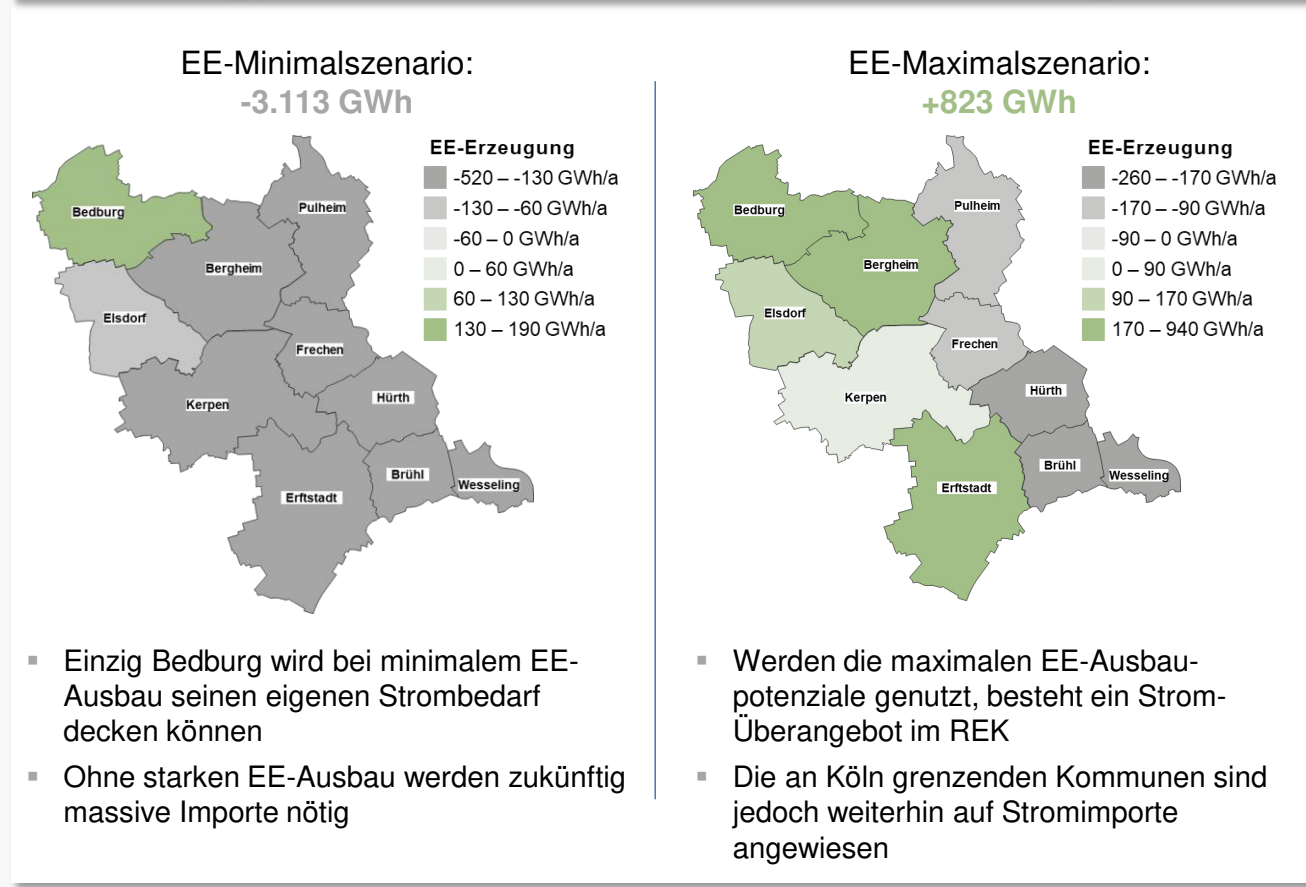 EE-Minimalszenario:
-3.113 GWh
EE-Erzeugung
-520 – -130 GWh/a
-130 – -60 GWh/a
-60 – 0 GWh/a
0 – 60 GWh/a
60 – 130 GWh/a
130 – 190 GWh/a
Bedburg
Pulheim
Bergheim
Elsdorf
Frechen
Kerpen
Hürth
Brühl
Wesseling
Erftstadt
▪ Einzig Bedburg wird bei minimalem EE-
Ausbau seinen eigenen Strombedarf
decken können
▪ Ohne starken EE-Ausbau werden zukünftig
massive Importe nötig
EE-Maximalszenario:
+823 GWh
EE-Erzeugung
-260 – -170 GWh/a
-170 – -90 GWh/a
-90 – 0 GWh/a
0 – 90 GWh/a
90 – 170 GWh/a
170 – 940 GWh/a
Bedburg
Pulheim
Bergheim
Elsdorf
Frechen
Kerpen
Hürth
Brühl
Wesseling
Erftstadt
▪ Werden die maximalen EE-Ausbau-
potenziale genutzt, besteht ein Strom-
Überangebot im REK
▪ Die an Köln grenzenden Kommunen sind
jedoch weiterhin auf Stromimporte
angewiesen